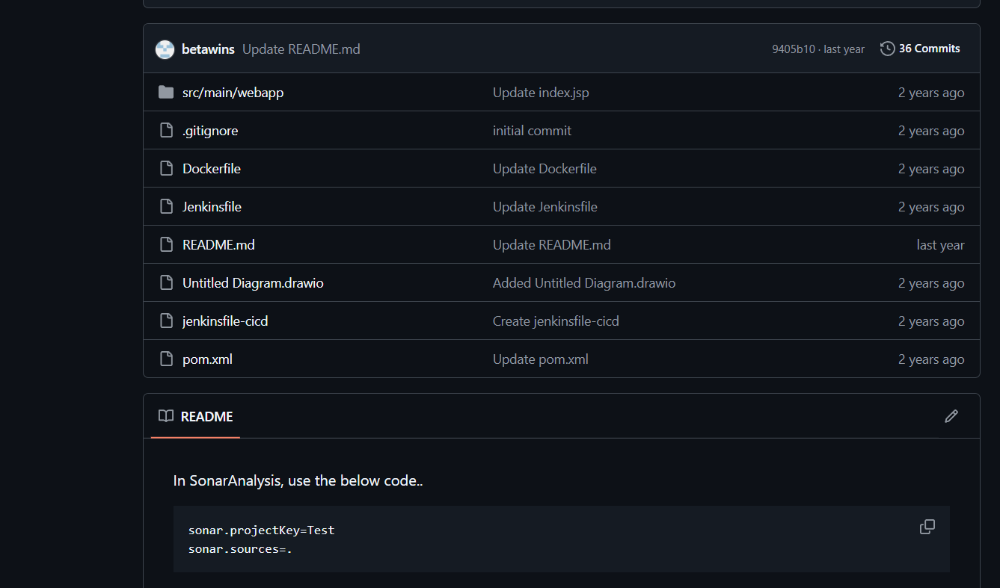 betawins Update README.md 9405b10 · last year 36 Commits
src/main/webapp Update index.jsp 2 years ago
.gitignore initial commit 2 years ago
Dockerfile Update Dockerfile 2 years ago
Jenkinsfile Update Jenkinsfile 2 years ago
README.md Update README.md last year
Untitled Diagram.drawio Added Untitled Diagram.drawio 2 years ago
jenkinsfile-cicd Create jenkinsfile-cicd 2 years ago
pom.xml Update pom.xml 2 years ago
README
In SonarAnalysis, use the below code..
sonar.projectKey=Test
sonar.sources=.